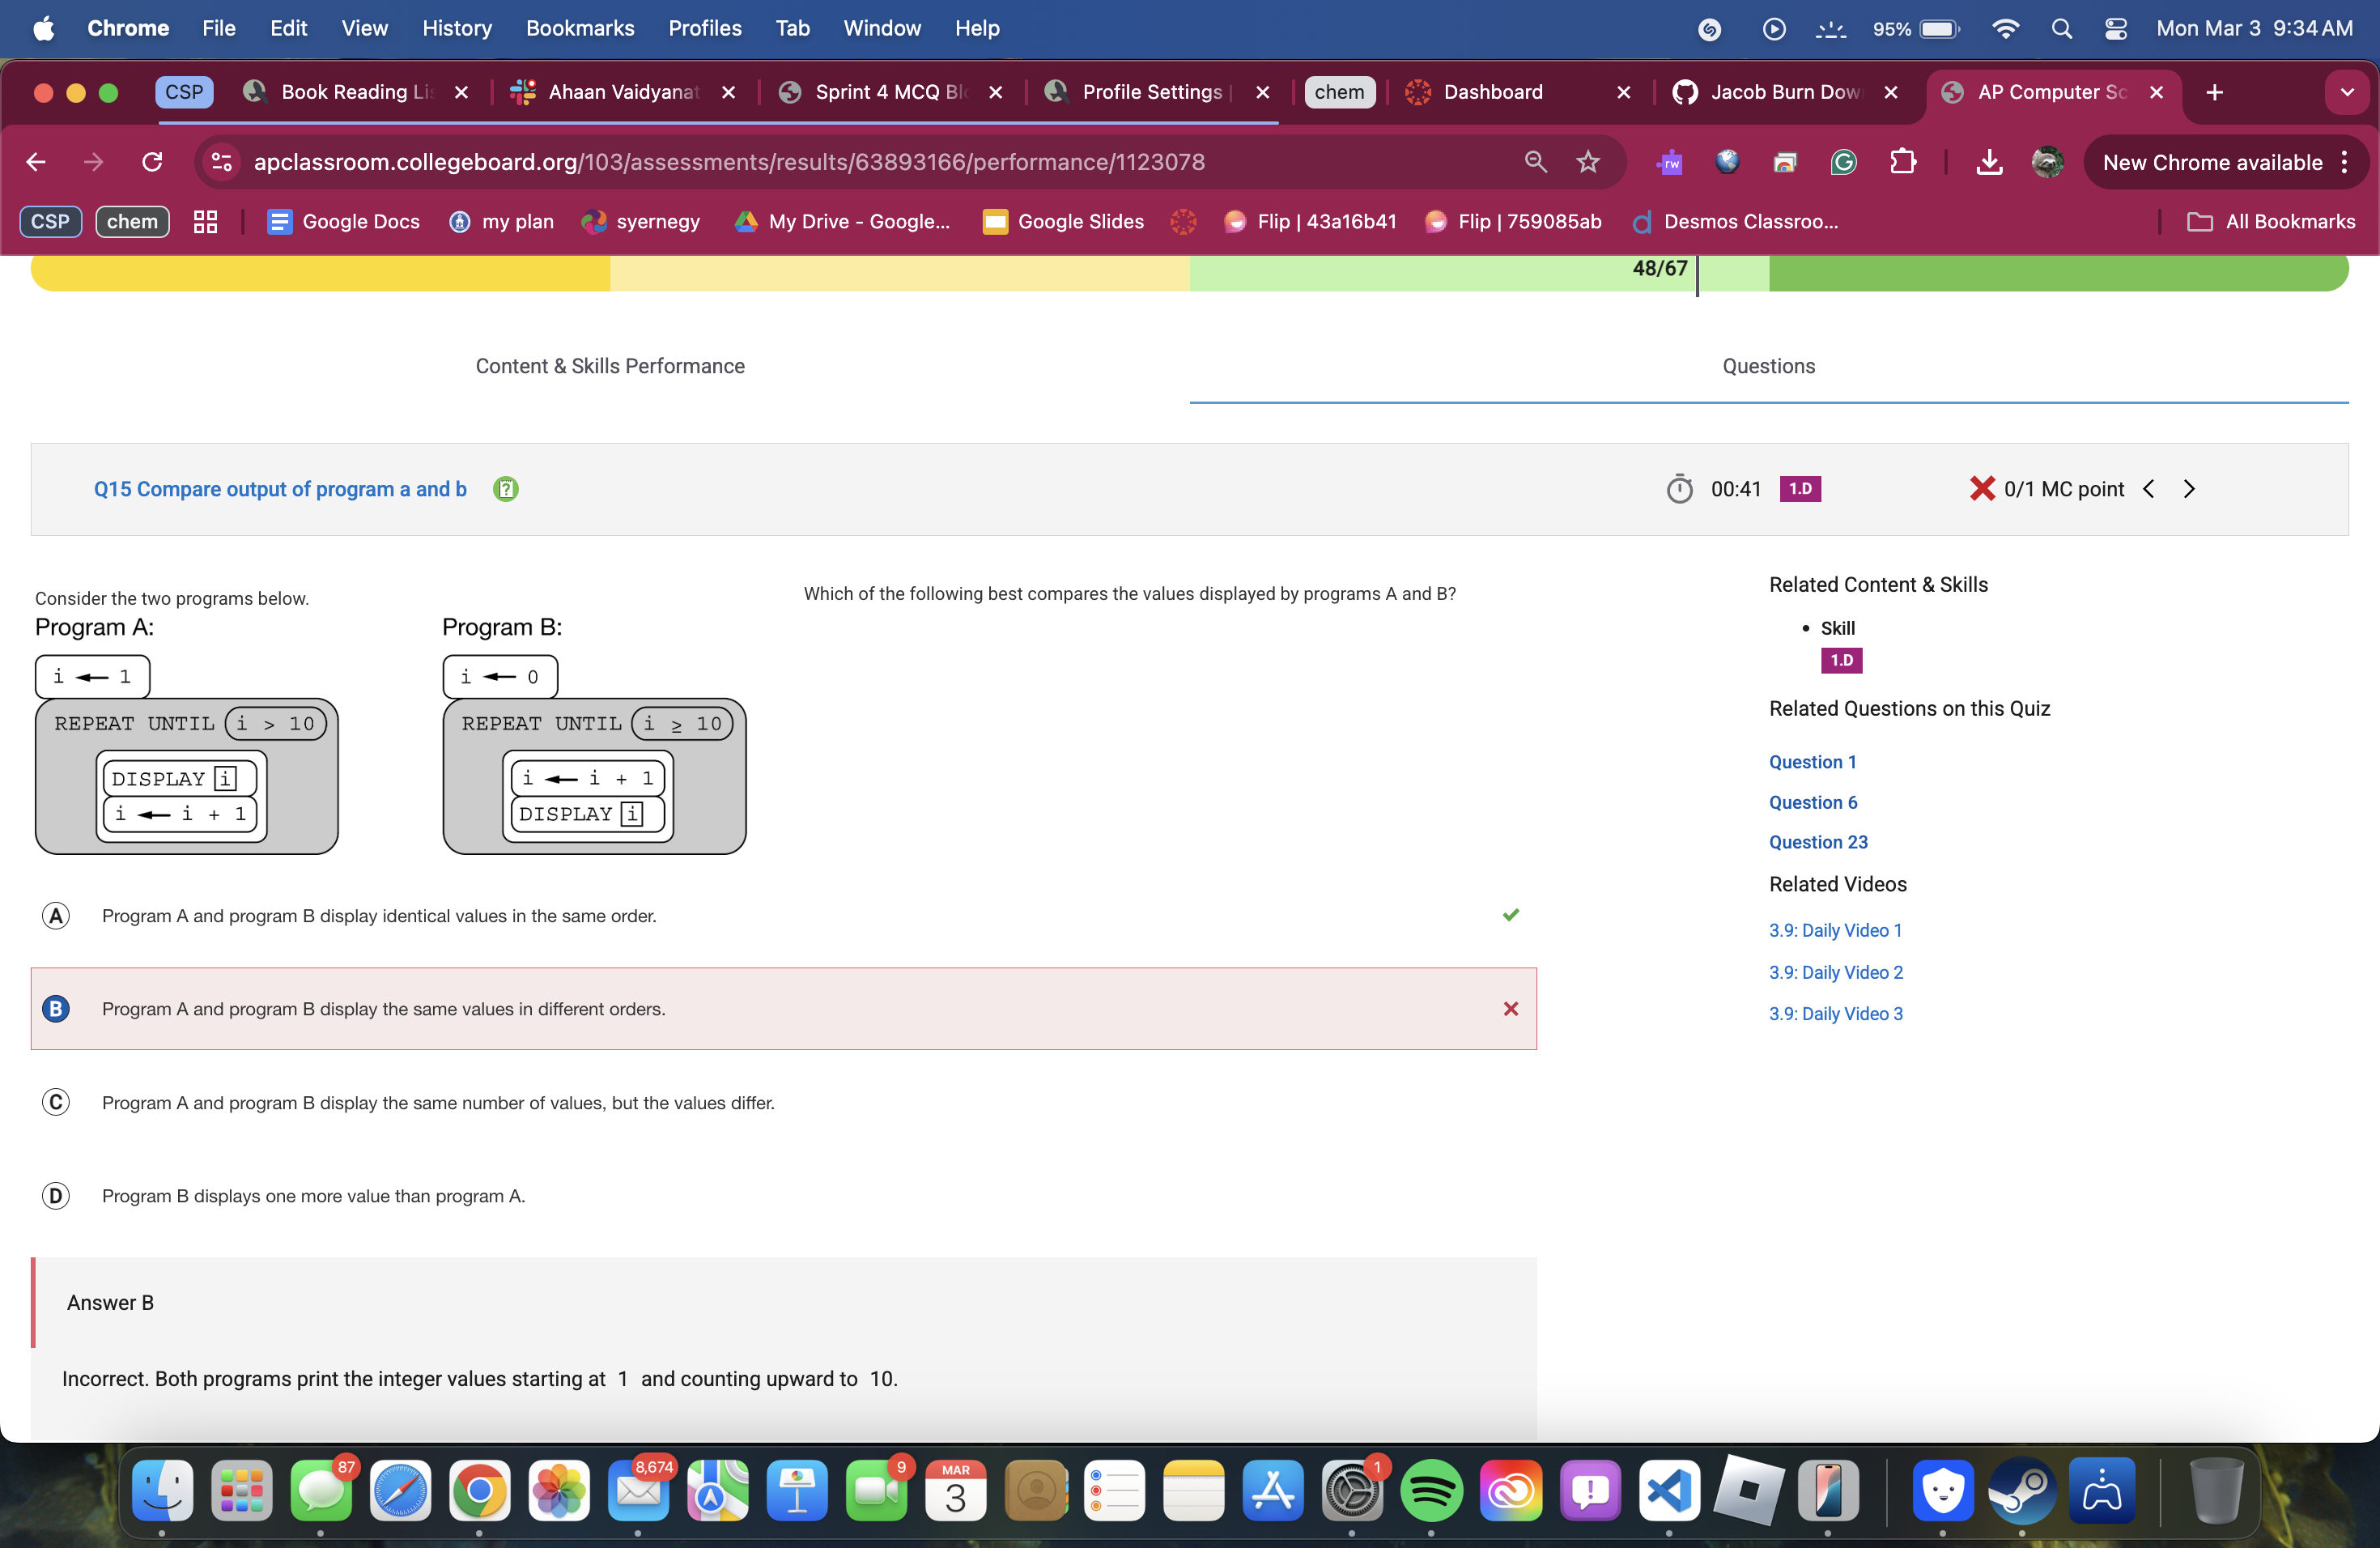 Chrome File Edit View History Bookmarks Profiles Tab Window Help 95% Mon Mar 3 9:34 AM
CSP Book Reading Lis Ahaan Vaidyanat Sprint 4 MCQ Blo Profile Settings | chem Dashboard Jacob Burn Dow AP Computer Sc
apclassroom.collegeboard.org/103/assessments/results/63893166/performance/1123078 rw New Chrome available
CSP chem Google Docs my plan syernegy My Drive - Google... Google Slides Flip | 43a16b41 Flip | 759085ab Desmos Classroo... All Bookmarks
48/67
Content & Skills Performance Questions
Q15 Compare output of program a and b 00:41 1.D 0/1 MC point
Consider the two programs below.
Program A:
i ← 1
REPEAT UNTIL i > 10
DISPLAY i
i ← i + 1
Program B:
i ← 0
REPEAT UNTIL i ≥ 10
i ← i + 1
DISPLAY i
Which of the following best compares the values displayed by programs A and B?
A Program A and program B display identical values in the same order.
B Program A and program B display the same values in different orders.
C Program A and program B display the same number of values, but the values differ.
D Program B displays one more value than program A.
Answer B
Incorrect. Both programs print the integer values starting at 1 and counting upward to 10.
Related Content & Skills
• Skill
1.D
Related Questions on this Quiz
Question 1
Question 6
Question 23
Related Videos
3.9: Daily Video 1
3.9: Daily Video 2
3.9: Daily Video 3
87 8,674 9 MAR 3 1